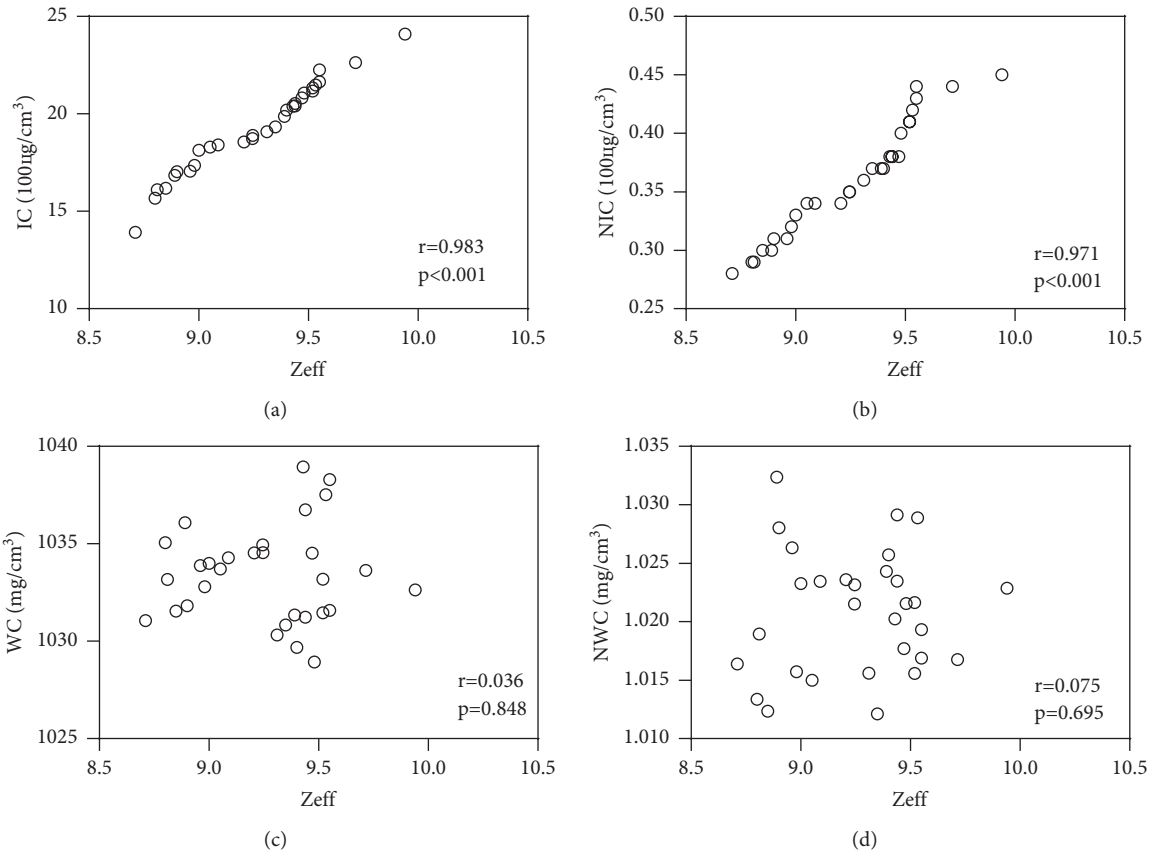 25
20
15
10
IC (100цg/cm³)
r=0.983
p<0.001
8.5 9.0 9.5 10.0 10.5
Zeff
(a)
0.50
0.45
0.40
0.35
0.30
0.25
NIC (100цg/cm³)
r=0.971
p<0.001
8.5 9.0 9.5 10.0 10.5
Zeff
(b)
1040
1035
1030
1025
WC (mg/cm³)
r=0.036
p=0.848
8.5 9.0 9.5 10.0 10.5
Zeff
(c)
1.035
1.030
1.025
1.020
1.015
1.010
NWC (mg/cm³)
r=0.075
p=0.695
8.5 9.0 9.5 10.0 10.5
Zeff
(d)